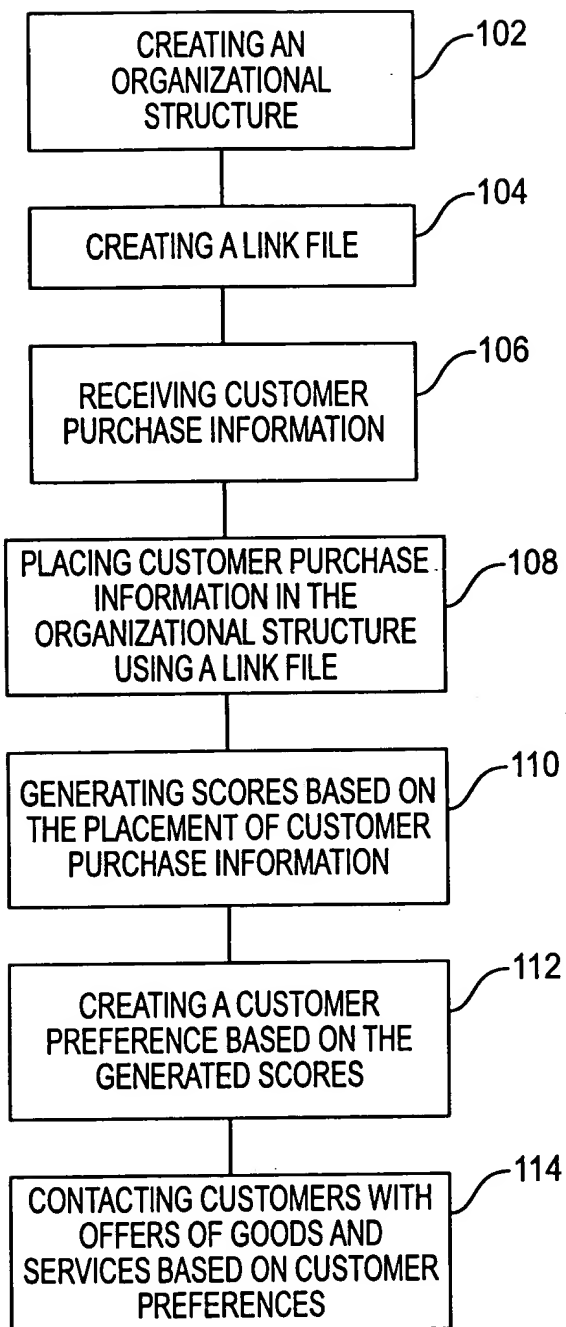 CREATING AN
ORGANIZATIONAL
STRUCTURE
102
CREATING A LINK FILE
104
RECEIVING CUSTOMER
PURCHASE INFORMATION
106
PLACING CUSTOMER PURCHASE
INFORMATION IN THE
ORGANIZATIONAL STRUCTURE
USING A LINK FILE
108
GENERATING SCORES BASED ON
THE PLACEMENT OF CUSTOMER
PURCHASE INFORMATION
110
CREATING A CUSTOMER
PREFERENCE BASED ON THE
GENERATED SCORES
112
CONTACTING CUSTOMERS WITH
OFFERS OF GOODS AND
SERVICES BASED ON CUSTOMER
PREFERENCES
114